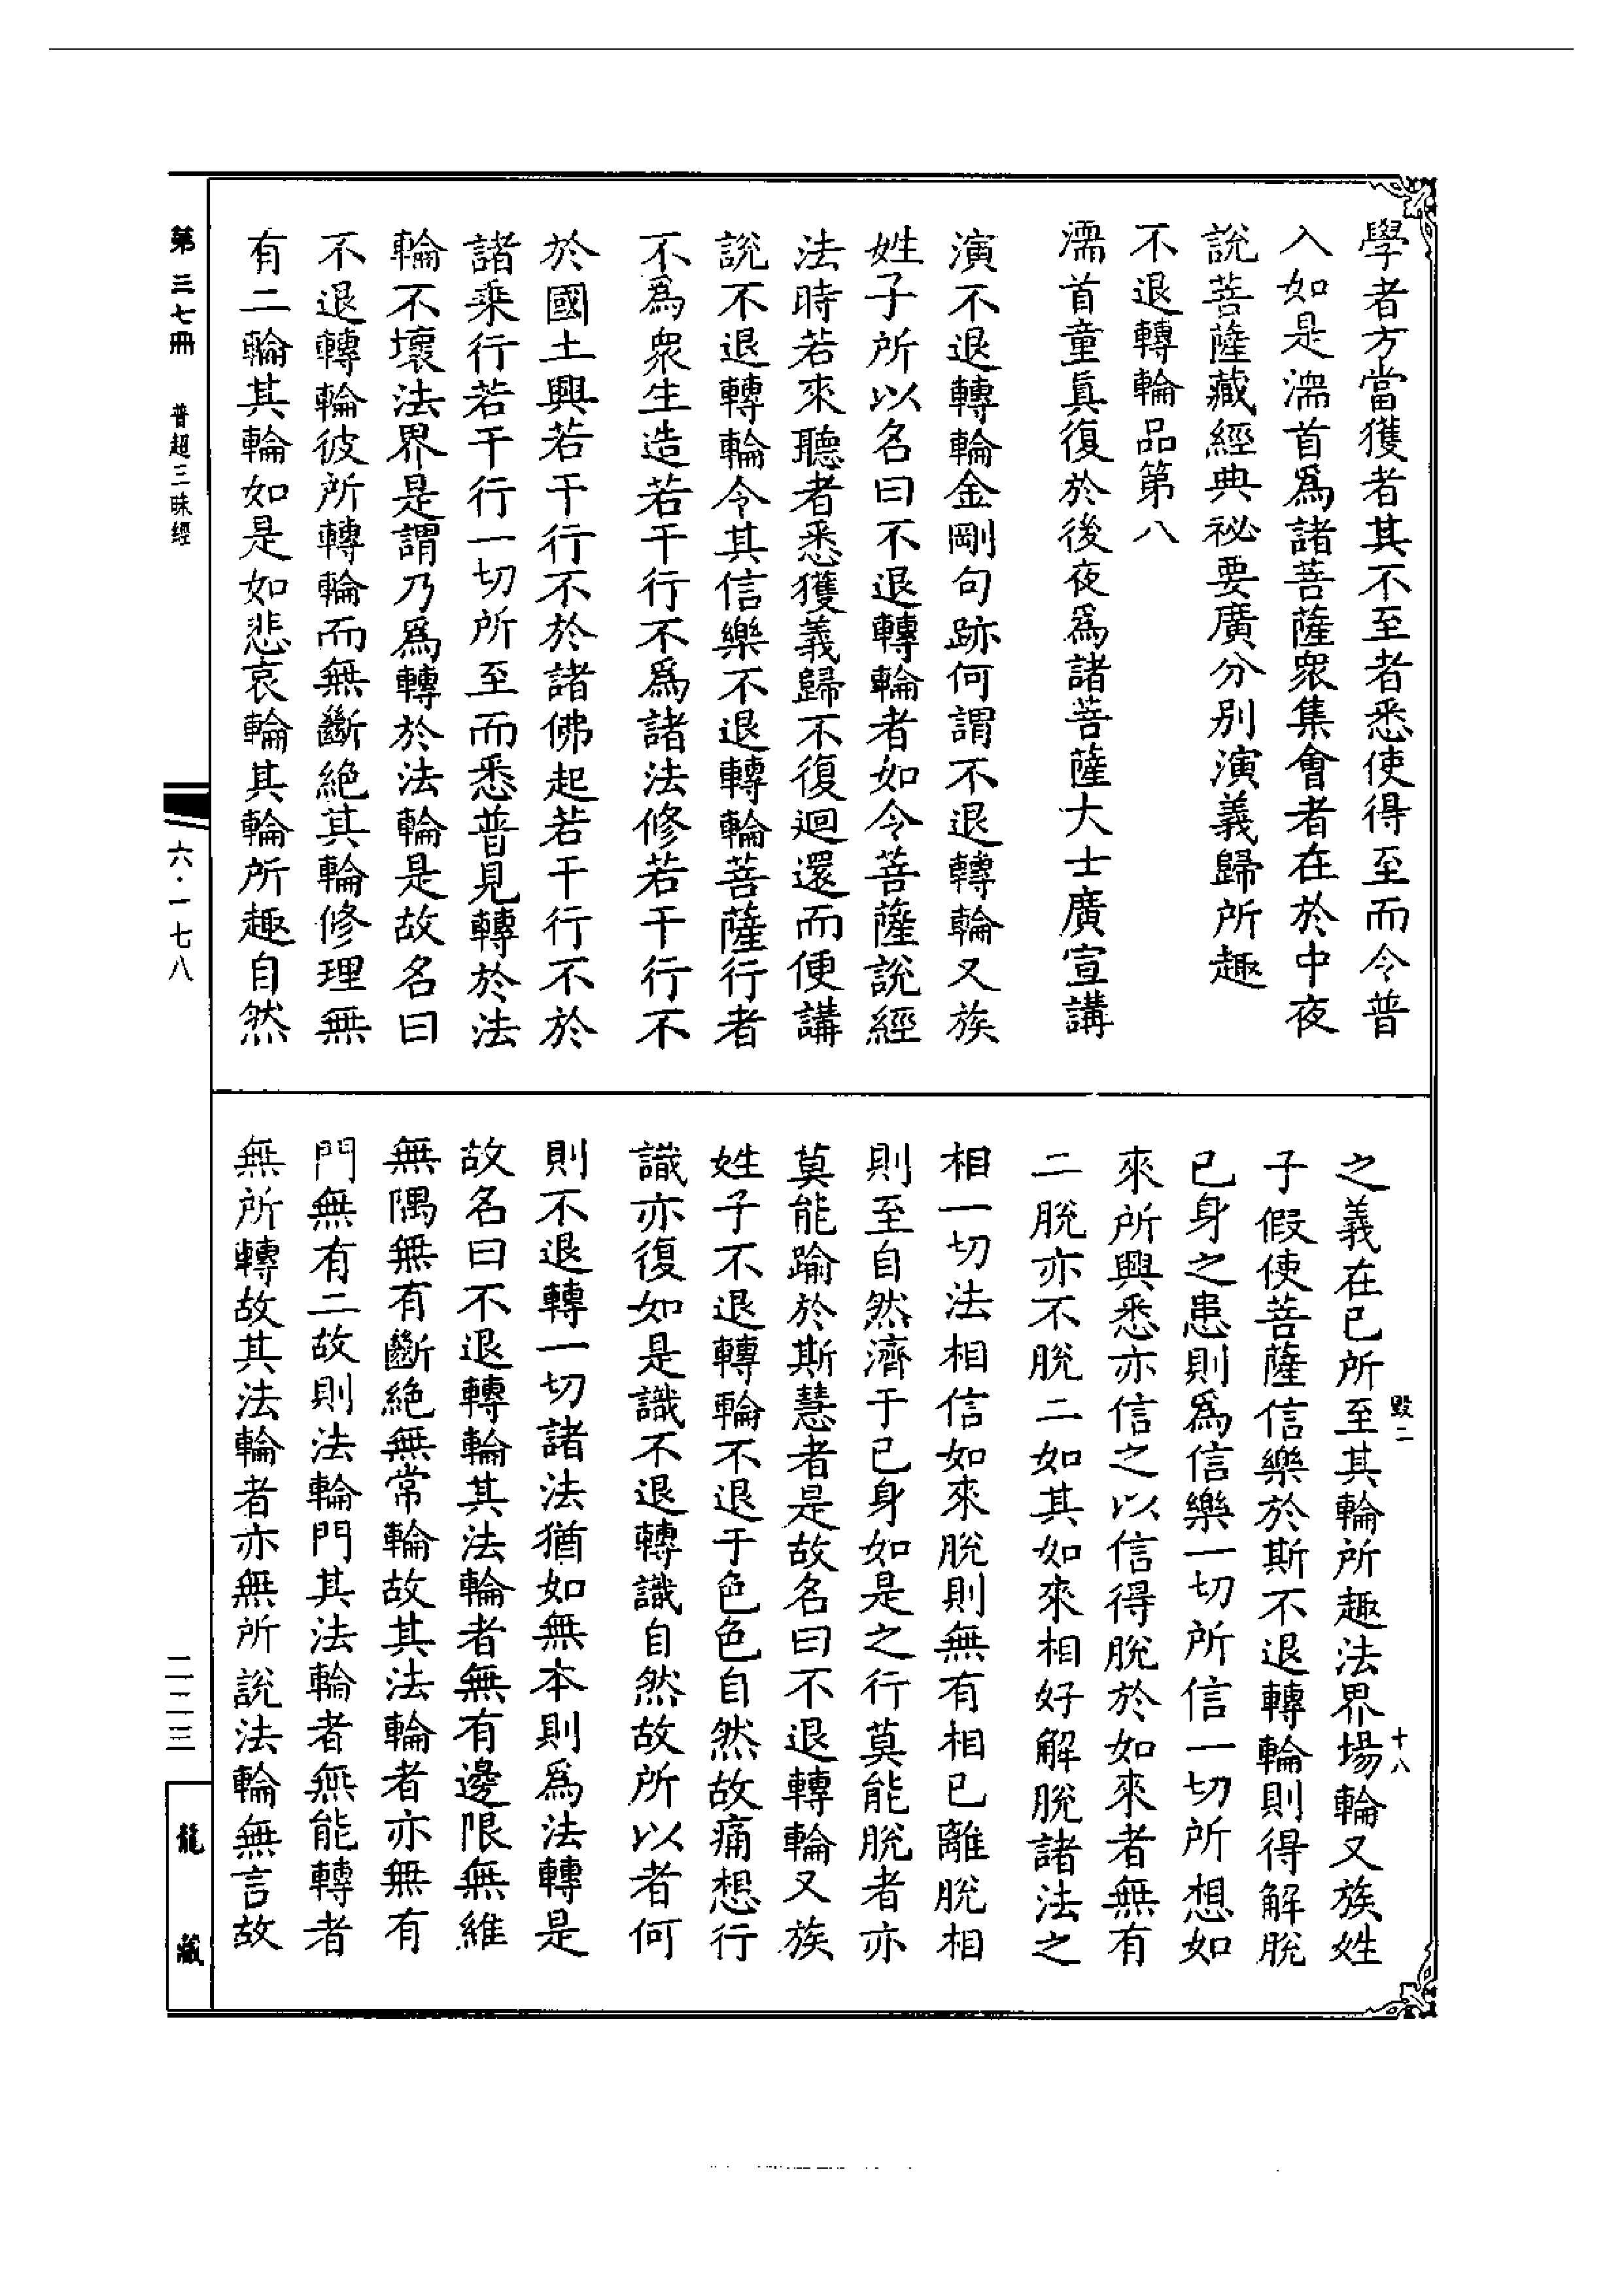 學者方當獲者其不至者悉使得至而令普
入如是濡首爲諸菩薩衆集會者在於中夜
說菩薩藏經典祕要廣分別演義歸所趣
不退轉輪品第八
濡首童真復於後夜爲諸菩薩大士廣宣講
演不退轉輪金剛句跡何謂不退轉輪又族
姓子所以名曰不退轉輪者如令菩薩說經
法時若來聽者悉獲義歸不復迴還而便講
說不退轉輪令其信樂不退轉輪菩薩行者
不爲衆生造若干行不爲諸法修若干行不
於國土興若干行不於諸佛起若干行不於
諸乘行若干行一切所至而悉普見轉於法
輪不壞法界是謂乃爲轉於法輪是故名曰
不退轉輪彼所轉輪而無斷絕其輪修理無
有二輪其輪如是如悲哀輪其輪所趣自然
之義在已所至其輪所趣法界場輪又族姓
子假使菩薩信樂於斯不退轉輪則得解脫
已身之患則爲信樂一切所信一切所想如
來所興悉亦信之以信得脫於如來者無有
二脫亦不脫二如其如來相好解脫諸法之
相一切法相信如來脫則無有相已離脫相
則至自然濟于已身如是之行莫能脫者亦
莫能踰於斯慧者是故名曰不退轉輪又族
姓子不退轉輪不退于色色自然故痛想行
識亦復如是識不退轉識自然故所以者何
則不退轉一切諸法猶如無本則爲法轉是
故名曰不退轉輪其法輪者無有邊限無維
無隅無有斷絕無常輪故其法輪者亦無有
門無有二故則法輪門其法輪者無能轉者
無所轉故其法輪者亦無所說法輪無言故
毀二
十八
第三七冊
普超三昧經
六·一七八
二二三
龍藏